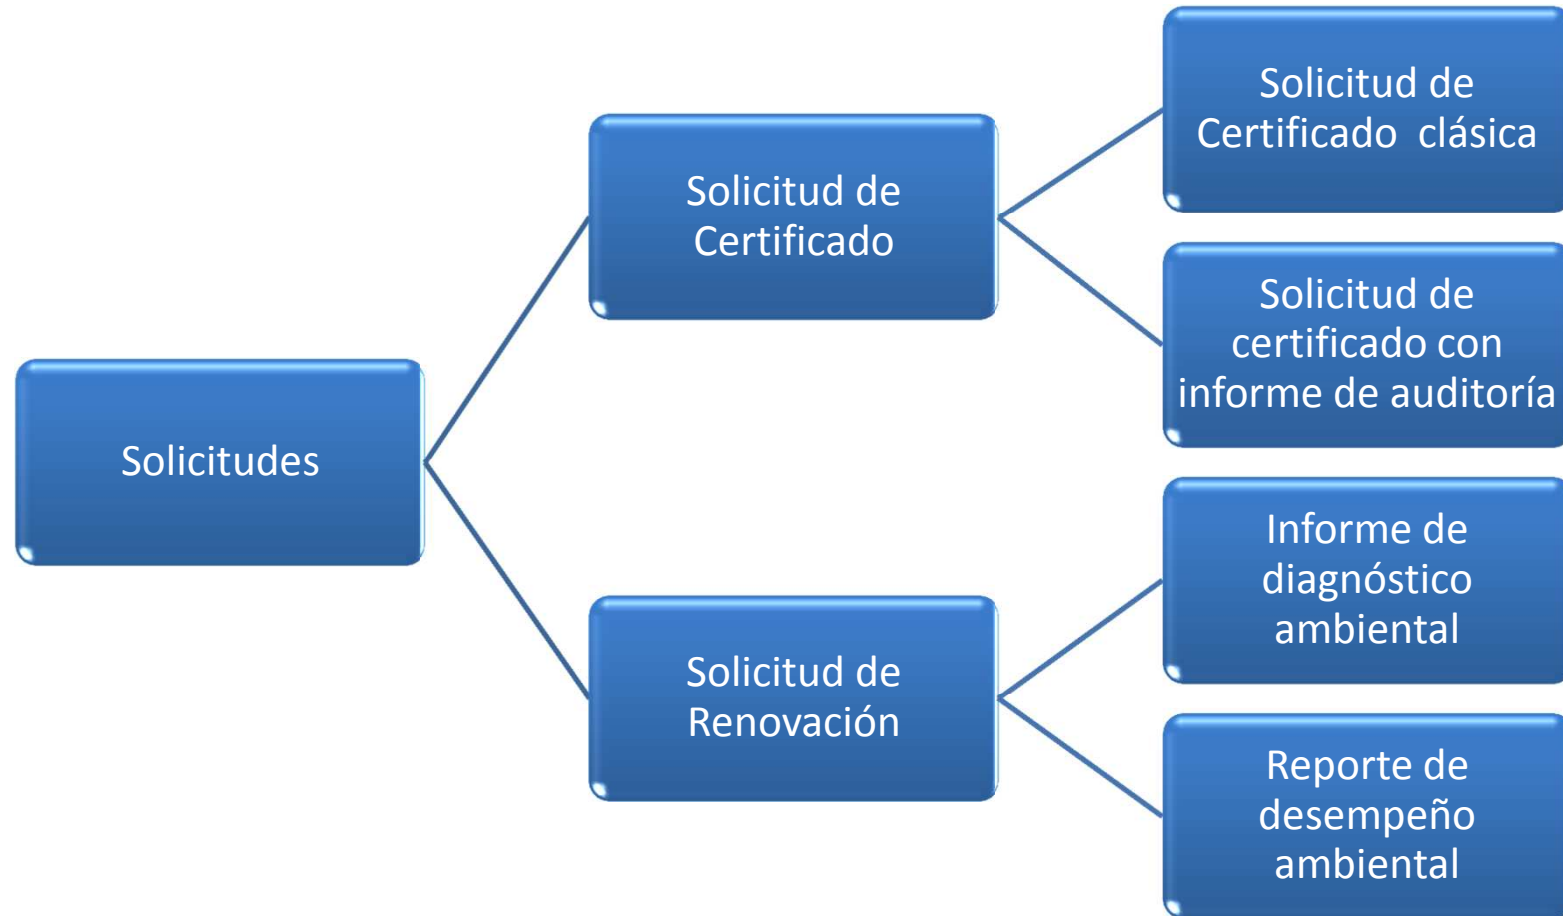 Solicitudes
Solicitud de
Certificado
Solicitud de
Certificado  clásica
Solicitud de
certificado con
informe de auditoría
Solicitud de
Renovación
Informe de
diagnóstico
ambiental
Reporte de
desempeño
ambiental